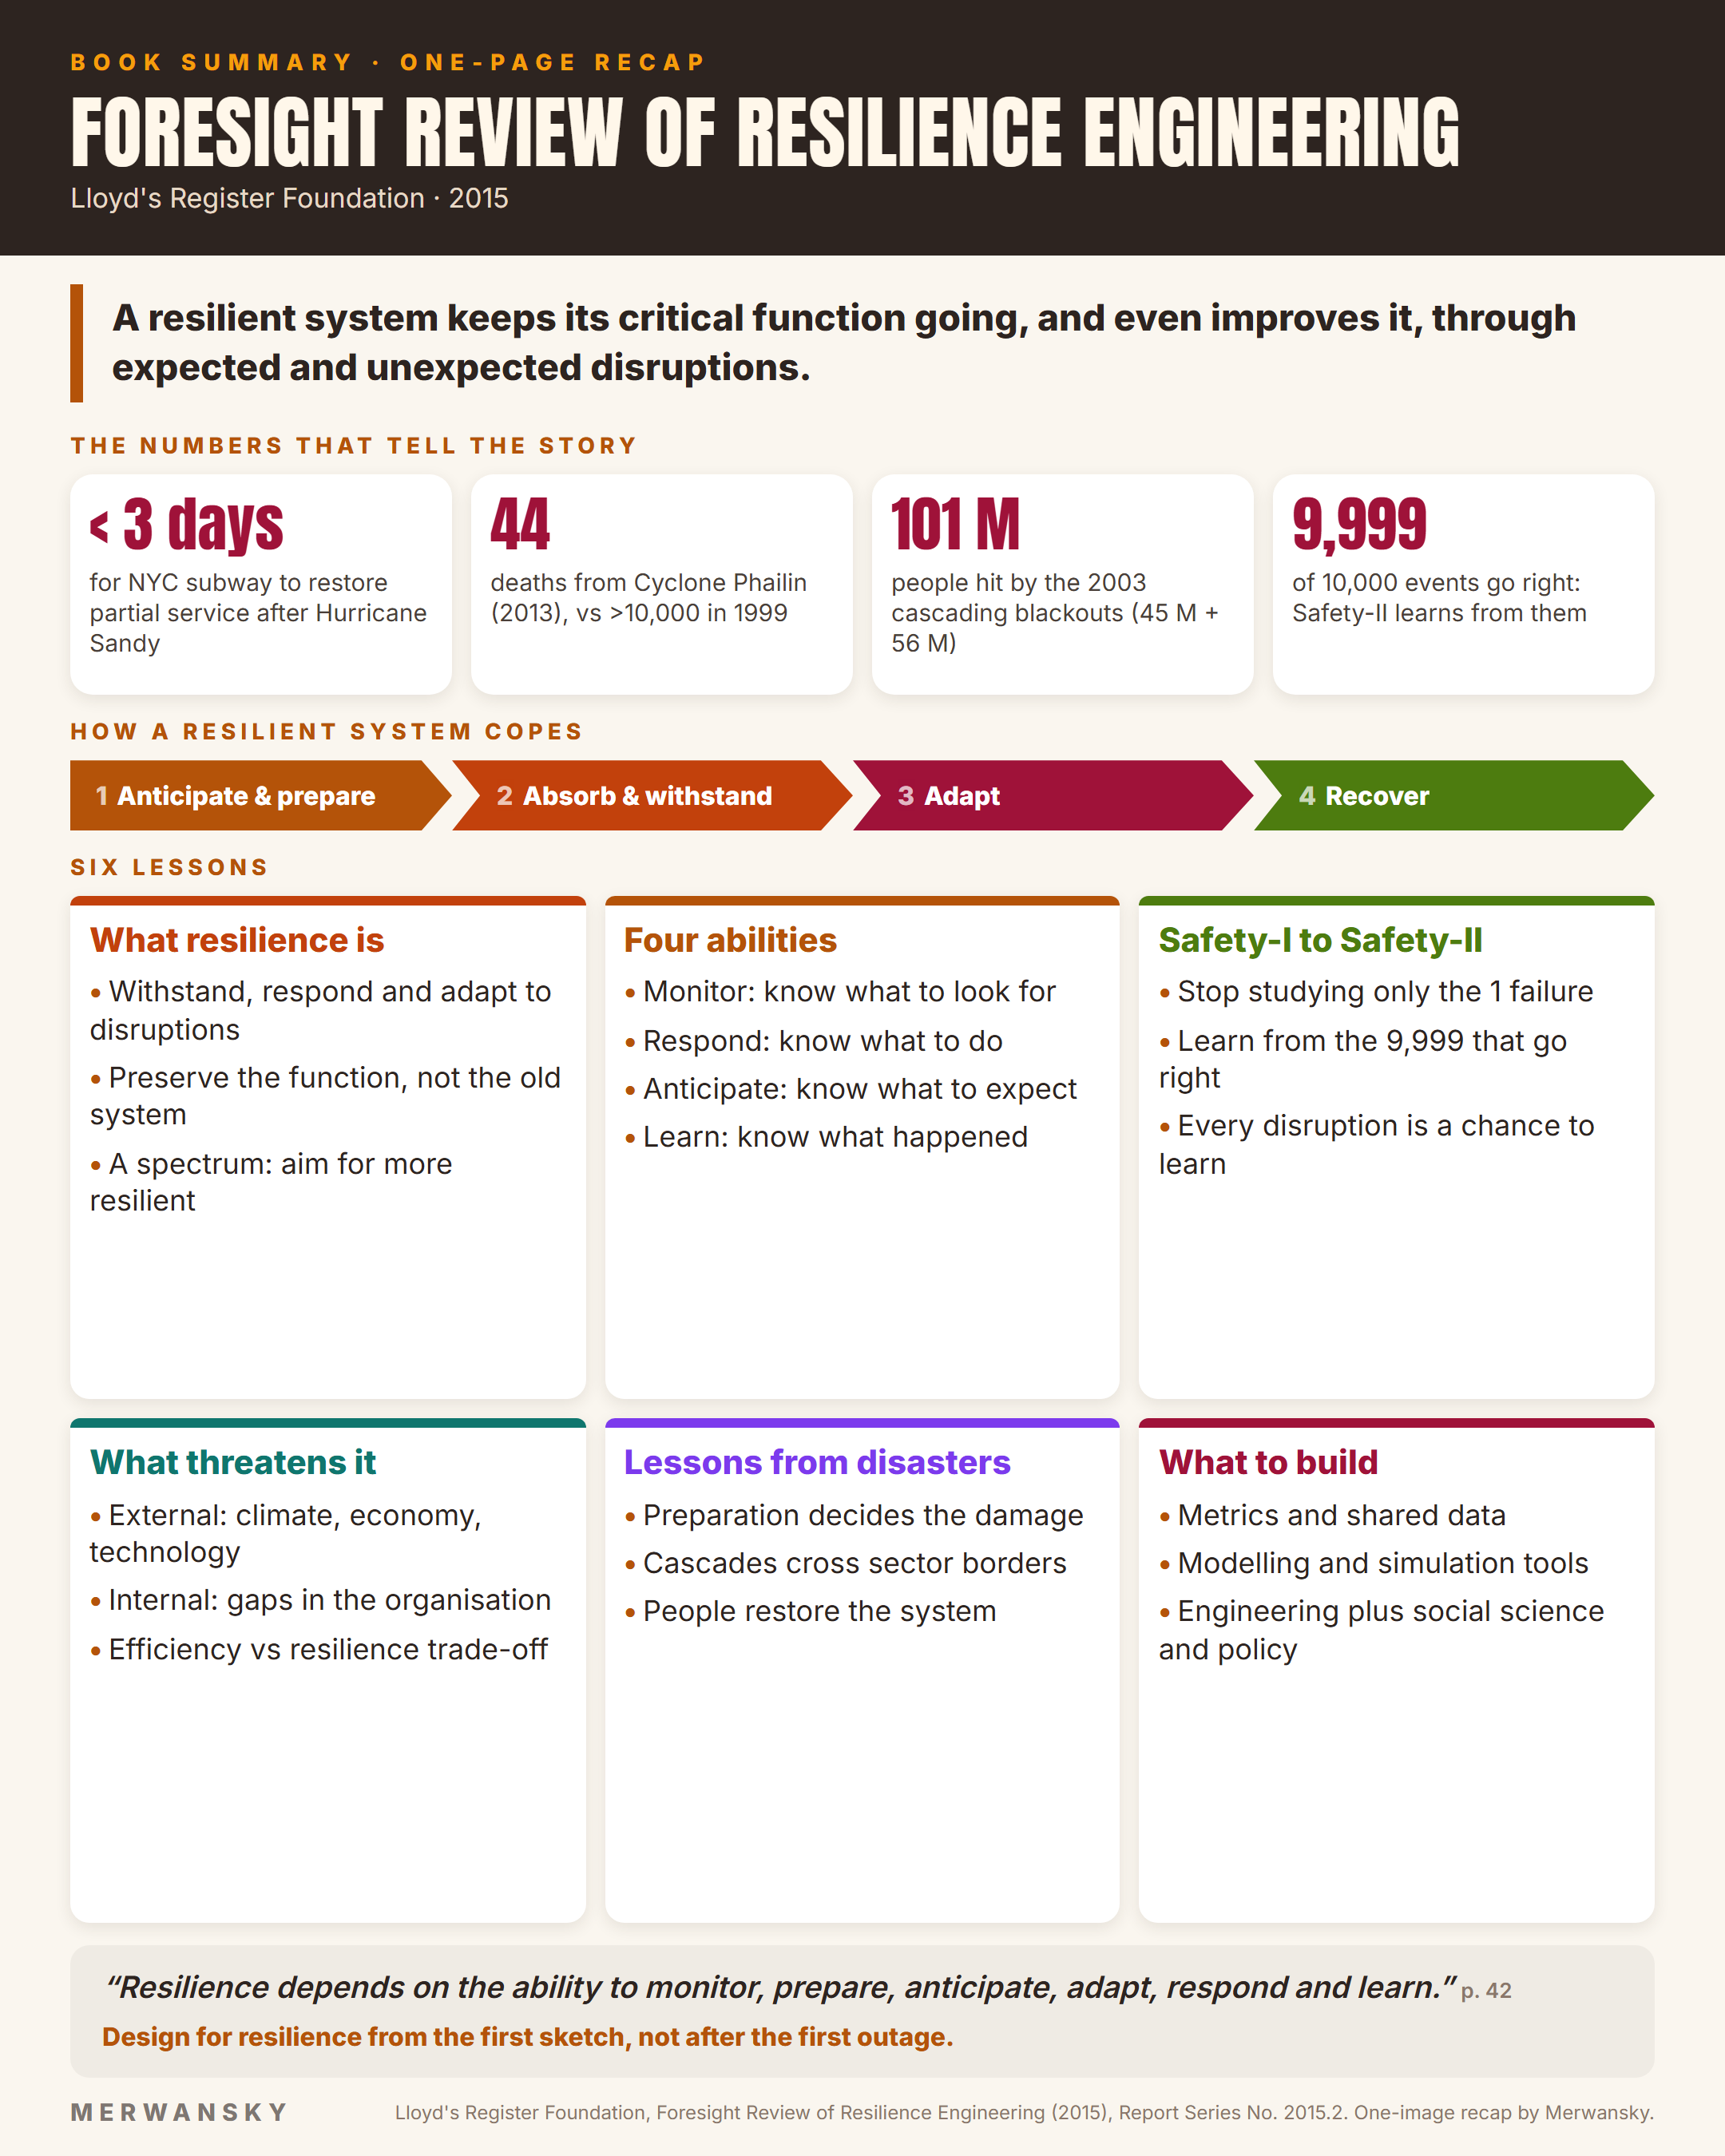 BOOK SUMMARY · ONE-PAGE RECAP
FORESIGHT REVIEW OF RESILIENCE ENGINEERING
Lloyd's Register Foundation · 2015
A resilient system keeps its critical function going, and even improves it, through
expected and unexpected disruptions.
THE NUMBERS THAT TELL THE STORY
< 3 days
for NYC subway to restore
partial service after Hurricane
Sandy
44
deaths from Cyclone Phailin
(2013), vs >10,000 in 1999
101 M
people hit by the 2003
cascading blackouts (45 M +
56 M)
9,999
of 10,000 events go right:
Safety-II learns from them
HOW A RESILIENT SYSTEM COPES
1 Anticipate & prepare
2 Absorb & withstand
3 Adapt
4 Recover
SIX LESSONS
What resilience is
• Withstand, respond and adapt to
disruptions
• Preserve the function, not the old
system
• A spectrum: aim for more
resilient
Four abilities
• Monitor: know what to look for
• Respond: know what to do
• Anticipate: know what to expect
• Learn: know what happened
Safety-I to Safety-II
• Stop studying only the 1 failure
• Learn from the 9,999 that go
right
• Every disruption is a chance to
learn
What threatens it
• External: climate, economy,
technology
• Internal: gaps in the organisation
• Efficiency vs resilience trade-off
Lessons from disasters
• Preparation decides the damage
• Cascades cross sector borders
• People restore the system
What to build
• Metrics and shared data
• Modelling and simulation tools
• Engineering plus social science
and policy
“Resilience depends on the ability to monitor, prepare, anticipate, adapt, respond and learn.” p. 42
Design for resilience from the first sketch, not after the first outage.
MERWANSKY
Lloyd's Register Foundation, Foresight Review of Resilience Engineering (2015), Report Series No. 2015.2. One-image recap by Merwansky.